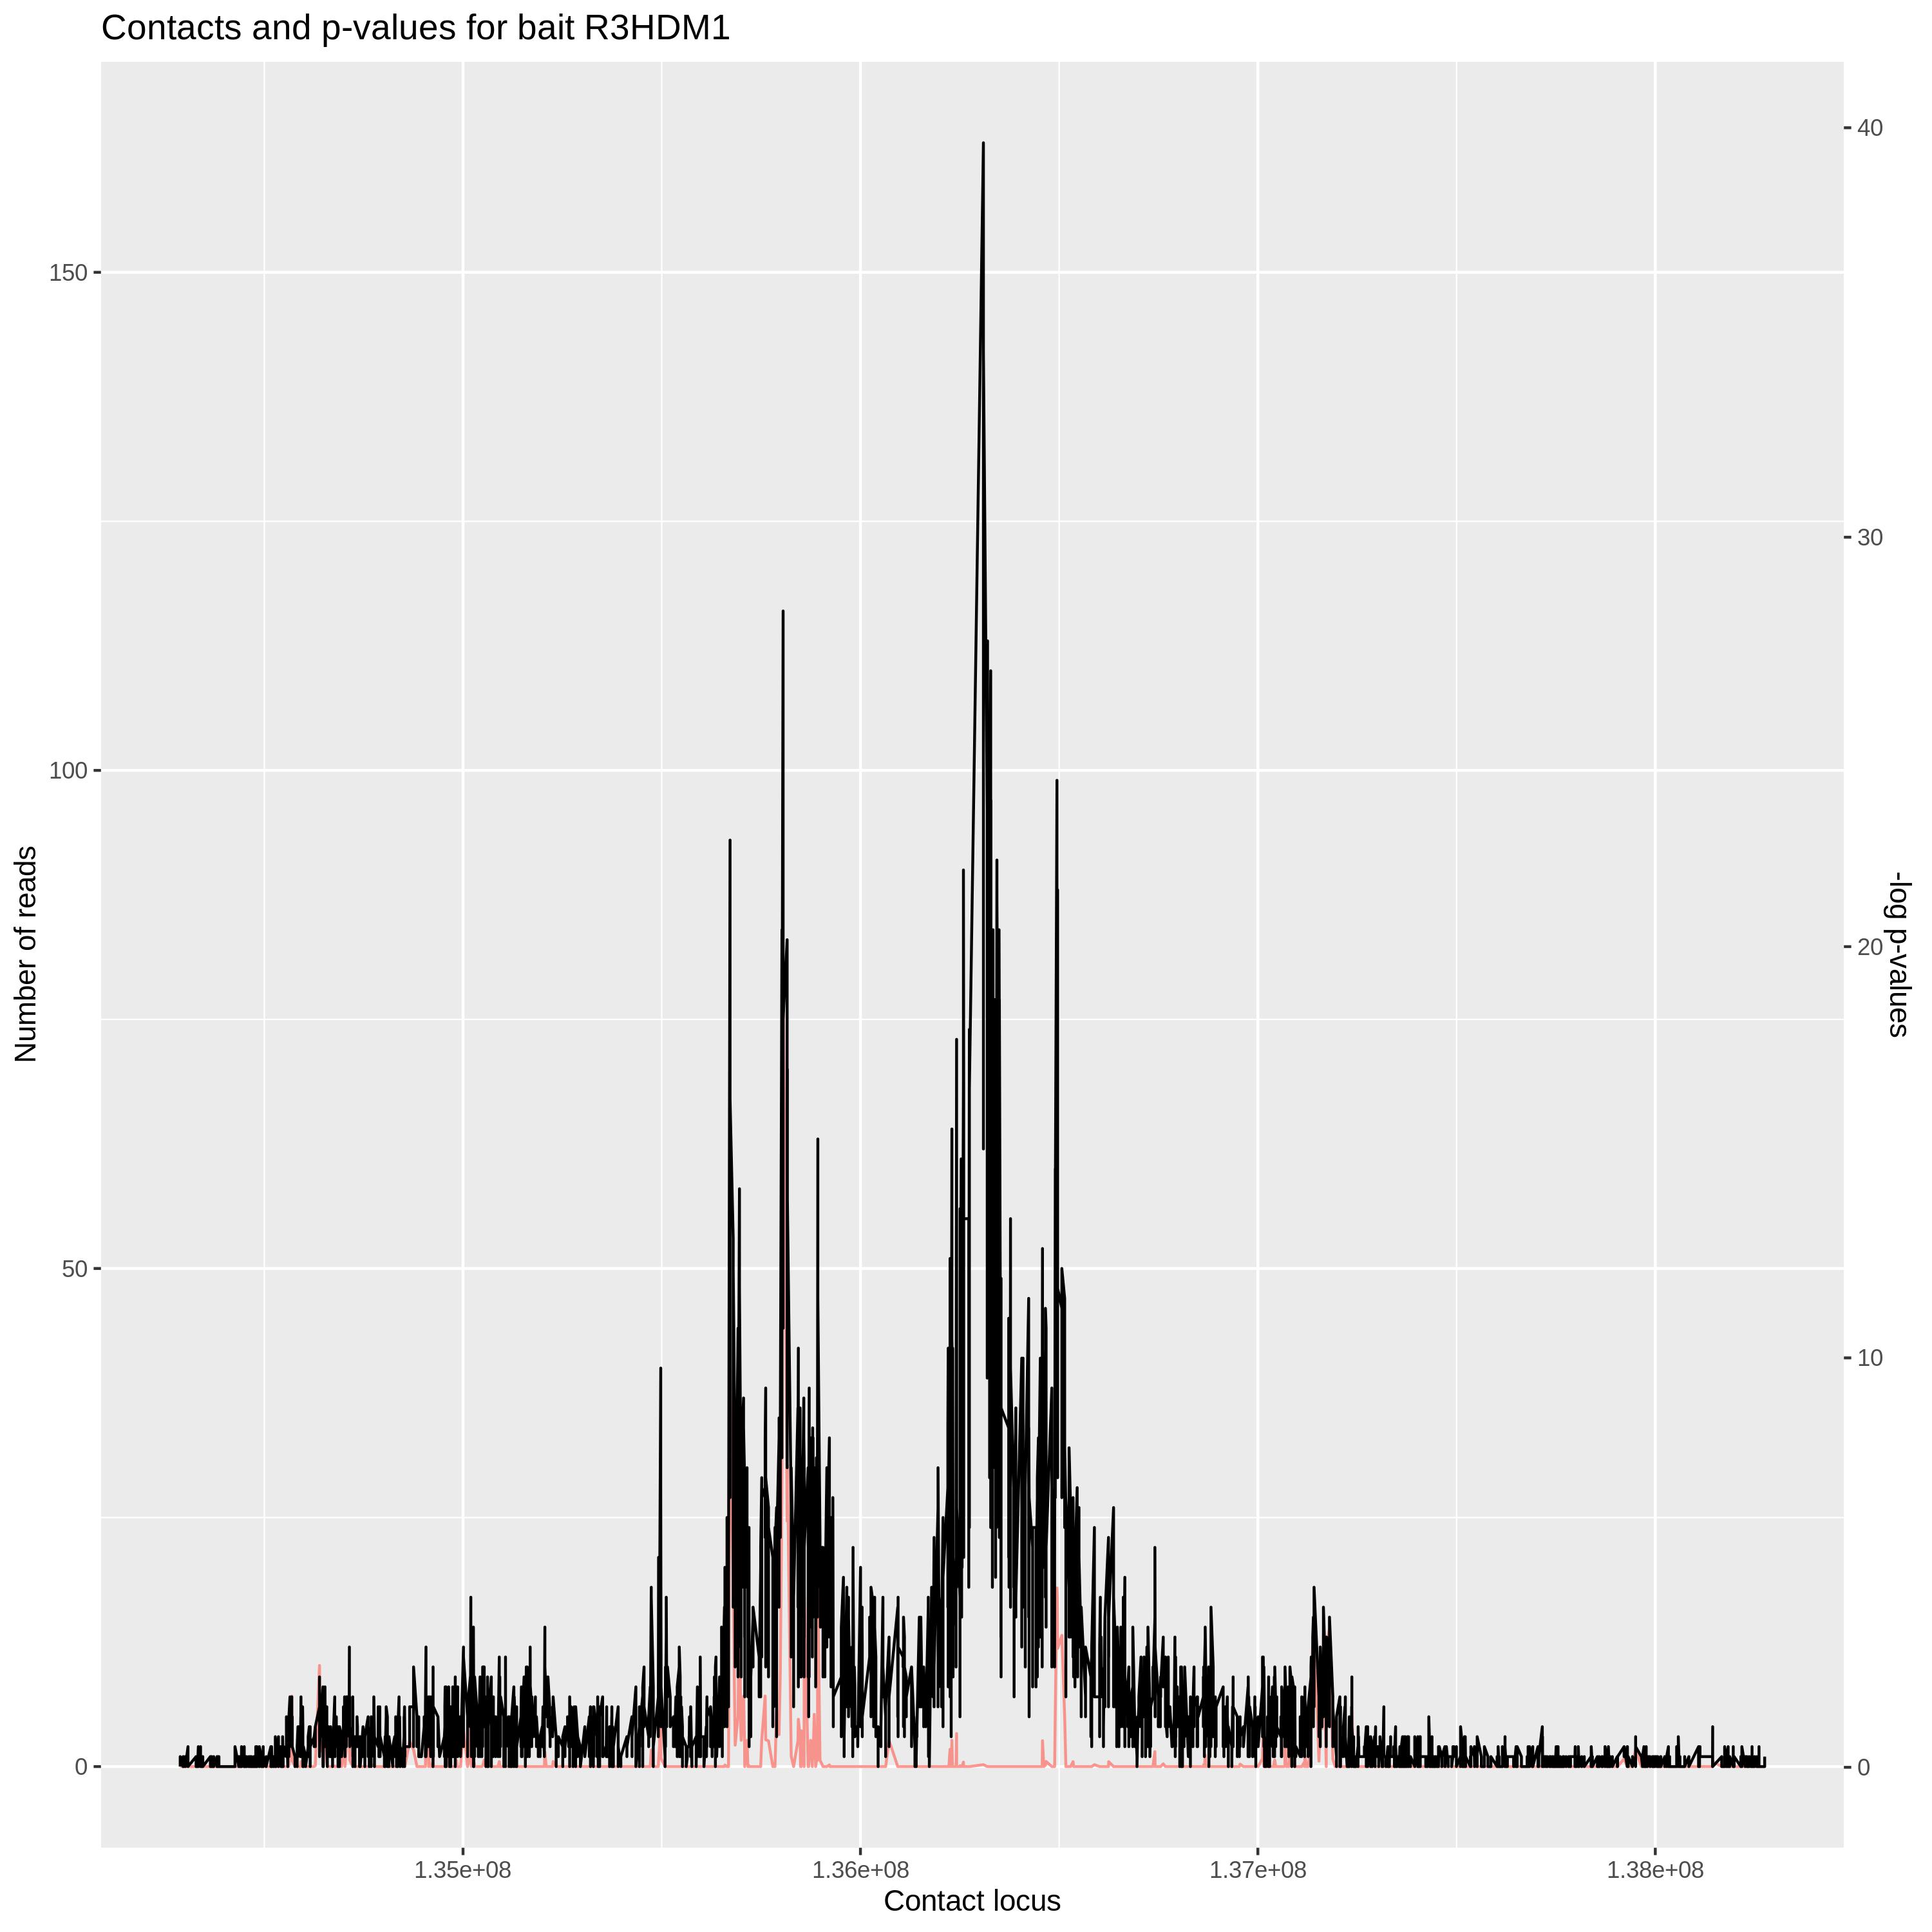 Contacts and p-values for bait R3HDM1
Number of reads
150
100
50
0
40
30
20
10
0
-log p-values
1.35e+08
1.36e+08
1.37e+08
1.38e+08
Contact locus